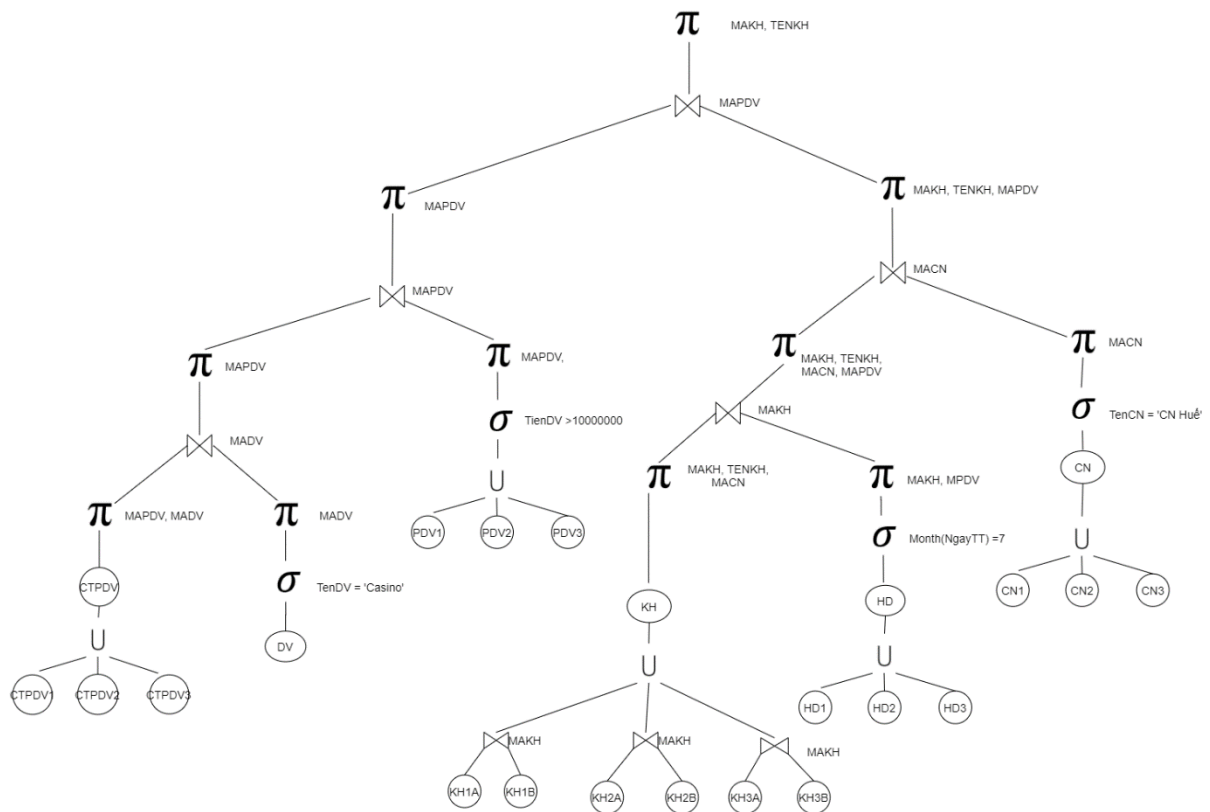 π MAKH, TENKH
MAPDV
π MAPDV
π MAKH, TENKH, MAPDV
MAPDV
MACN
π MAPDV
π MAPDV,
π MAKH, TENKH,
MACN, MAPDV
π MACN
σ TienDV >10000000
σ TenCN = 'CN Huế'
MADV
MAKH
π MAPDV, MADV
π MADV
U
π MAKH, TENKH,
MACN
π MAKH, MPDV
CN
PDV1
PDV2
PDV3
σ Month(NgayTT) =7
U
CTPDV
σ TenDV = 'Casino'
KH
HD
CN1
CN2
CN3
U
DV
U
U
CTPDV1
CTPDV2
CTPDV3
HD1
HD2
HD3
MAKH
MAKH
MAKH
KH1A
KH1B
KH2A
KH2B
KH3A
KH3B